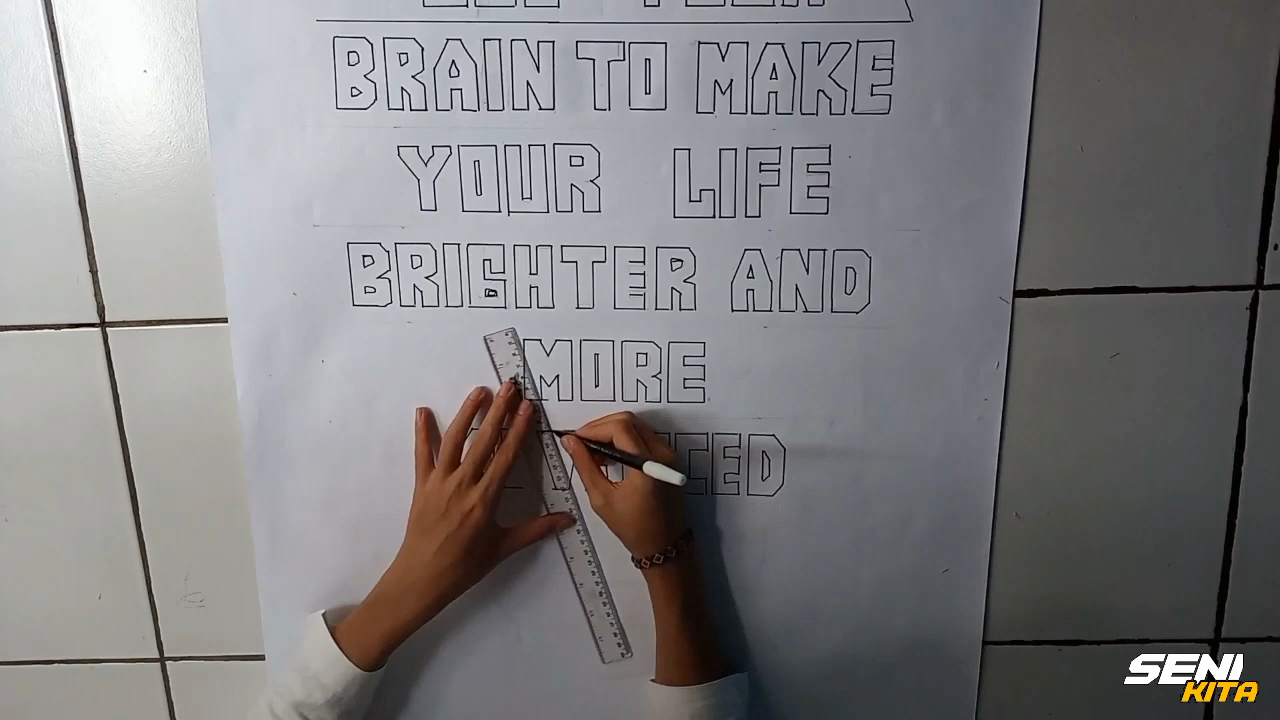 BRAIN TO MAKE
YOUR LIFE
BRIGHTER AND
MORE
SENI
KITA